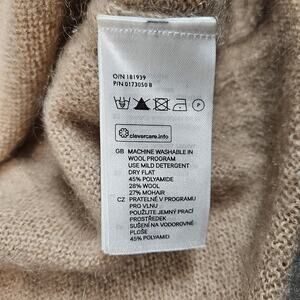 O/N 181939
P/N 0173050 B
clevercare.info
GB MACHINE WASHABLE IN
WOOL PROGRAM
USE MILD DETERGENT
DRY FLAT
45% POLYAMIDE
28% WOOL
27% MOHAIR
CZ PRATELNÉ V PROGRAMU
PRO VLNU
POUŽIJTE JEMNÝ PRACÍ
PROSTŘEDEK
SUŠENÍ NA VODOROVNÉ
PLOŠE
45% POLYAMID